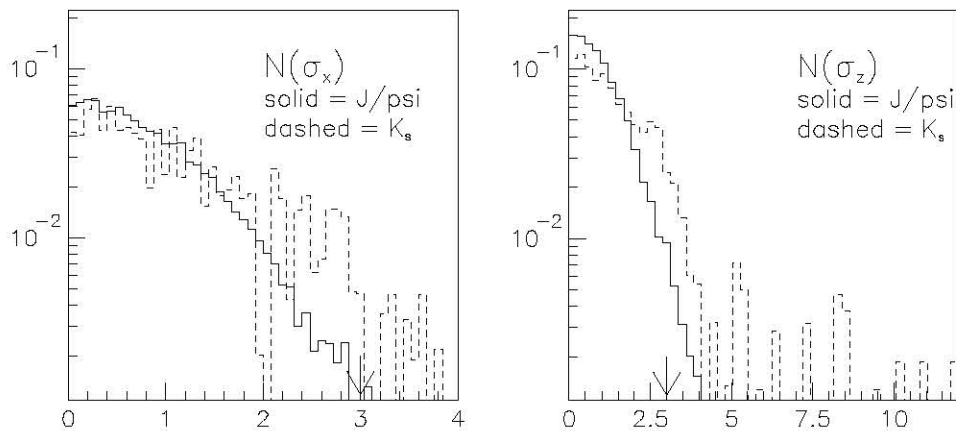 10⁻¹
10⁻²
N(σₓ)
solid = J/psi
dashed = Kₛ
0 1 2 3 4
10⁻¹
10⁻²
N(σ_z)
solid = J/psi
dashed = Kₛ
0 2.5 5 7.5 10